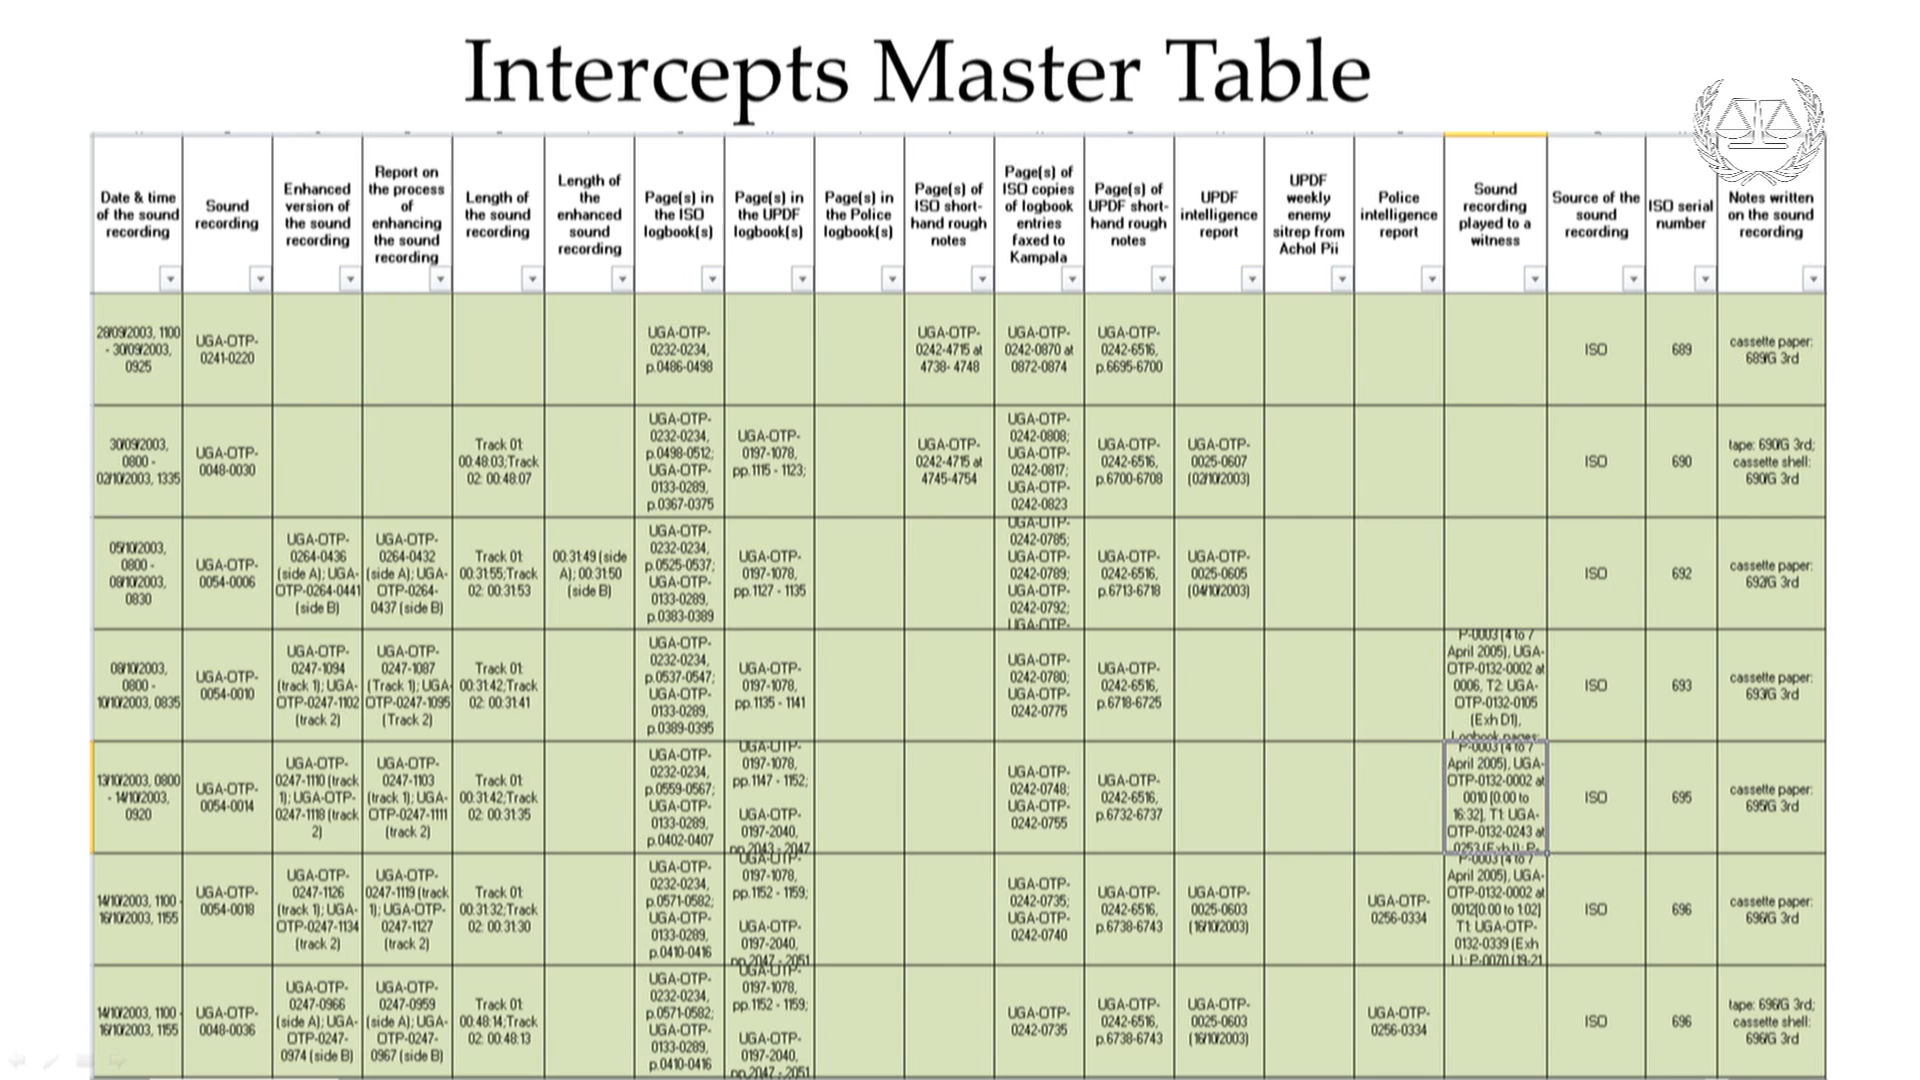 Intercepts Master Table
Date & time
of the sound
recording
Sound
recording
Enhanced
version of
the sound
recording
Report on
the process
of
enhancing
the sound
recording
Length of
the sound
recording
Length of
the
enhanced
sound
recording
Page(s) in
the ISO
logbook(s)
Page(s) in
the UPDF
logbook(s)
Page(s) in
the Police
logbook(s)
Page(s) of
ISO short-
hand rough
notes
Page(s) of
ISO copies
of logbook
entries
faxed to
Kampala
Page(s) of
UPDF short-
hand rough
notes
UPDF
intelligence
report
UPDF
weekly
enemy
sitrep from
Achol Pii
Police
intelligence
report
Sound
recording
played to a
witness
Source of the
sound
recording
ISO serial
number
Notes written
on the sound
recording
28/09/2003, 1100
- 30/09/2003,
0925
UGA-OTP-
0241-0220
UGA-OTP-
0232-0234,
p.0486-0498
UGA-OTP-
0242-4715 at
4738- 4748
UGA-OTP-
0242-0870 at
0872-0874
UGA-OTP-
0242-6516,
p.6695-6700
ISO
689
cassette paper:
689/G 3rd
30/09/2003,
0800 -
02/10/2003, 1335
UGA-OTP-
0048-0030
Track 01:
00:48:03;Track
02: 00:48:07
UGA-OTP-
0232-0234,
p.0498-0512;
UGA-OTP-
0133-0289,
p.0367-0375
UGA-OTP-
0197-1078,
pp.1115 - 1123;
UGA-OTP-
0242-4715 at
4745-4754
UGA-OTP-
0242-0808;
UGA-OTP-
0242-0817;
UGA-OTP-
0242-0823
UGA-OTP-
0242-6516,
p.6700-6708
UGA-OTP-
0025-0607
(02/10/2003)
ISO
690
tape: 690/G 3rd;
cassette shell:
690/G 3rd
05/10/2003,
0800 -
08/10/2003,
0830
UGA-OTP-
0054-0006
UGA-OTP-
0264-0436
(side A); UGA-
OTP-0264-0441
(side B)
UGA-OTP-
0264-0432
(side A); UGA-
OTP-0264-
0437 (side B)
Track 01:
00:31:55;Track
02: 00:31:53
00:31:49 (side
A); 00:31:50
(side B)
UGA-OTP-
0232-0234,
p.0525-0537;
UGA-OTP-
0133-0289,
p.0383-0389
UGA-OTP-
0197-1078,
pp.1127 - 1135
UGA-OTP-
0242-0785;
UGA-OTP-
0242-0789;
UGA-OTP-
0242-0792;
UGA-OTP-
UGA-OTP-
0242-6516,
p.6713-6718
UGA-OTP-
0025-0605
(04/10/2003)
ISO
692
cassette paper:
692/G 3rd
08/10/2003,
0800 -
10/10/2003, 0835
UGA-OTP-
0054-0010
UGA-OTP-
0247-1094
(track 1); UGA-
OTP-0247-1102
(track 2)
UGA-OTP-
0247-1087
(Track 1); UGA-
OTP-0247-1095
(Track 2)
Track 01:
00:31:42;Track
02: 00:31:41
UGA-OTP-
0232-0234,
p.0537-0547;
UGA-OTP-
0133-0289,
p.0389-0395
UGA-OTP-
0197-1078,
pp.1135 - 1141
UGA-OTP-
0242-0780;
UGA-OTP-
0242-0775
UGA-OTP-
0242-6516,
p.6718-6725
P-0003 (4 to 7
April 2005), UGA-
OTP-0132-0002 at
0006, T2: UGA-
OTP-0132-0105
(Exh D1),
Logbook pages:
ISO
693
cassette paper:
693/G 3rd
13/10/2003, 0800
- 14/10/2003,
0920
UGA-OTP-
0054-0014
UGA-OTP-
0247-1110 (track
1); UGA-OTP-
0247-1118 (track
2)
UGA-OTP-
0247-1103
(track 1); UGA-
OTP-0247-1111
(track 2)
Track 01:
00:31:42;Track
02: 00:31:35
UGA-OTP-
0232-0234,
p.0559-0567;
UGA-OTP-
0133-0289,
p.0402-0407
UGA-OTP-
0197-1078,
pp.1147 - 1152;
UGA-OTP-
0197-2040,
pp.2043 - 2047
UGA-OTP-
0242-0748;
UGA-OTP-
0242-0755
UGA-OTP-
0242-6516,
p.6732-6737
P-0003 (4 to 7
April 2005), UGA-
OTP-0132-0002 at
0010 [0:00 to
16:32], T1: UGA-
OTP-0132-0243 at
0253 (Exh I); P-
ISO
695
cassette paper:
695/G 3rd
14/10/2003, 1100 -
16/10/2003, 1155
UGA-OTP-
0054-0018
UGA-OTP-
0247-1126
(track 1); UGA-
OTP-0247-1134
(track 2)
UGA-OTP-
0247-1119 (track
1); UGA-OTP-
0247-1127
(track 2)
Track 01:
00:31:32;Track
02: 00:31:30
UGA-OTP-
0232-0234,
p.0571-0582;
UGA-OTP-
0133-0289,
p.0410-0416
UGA-OTP-
0197-1078,
pp.1152 - 1159;
UGA-OTP-
0197-2040,
pp.2047 - 2051
UGA-OTP-
0242-0735;
UGA-OTP-
0242-0740
UGA-OTP-
0242-6516,
p.6738-6743
UGA-OTP-
0025-0603
(16/10/2003)
UGA-OTP-
0256-0334
P-0003 (4 to 7
April 2005), UGA-
OTP-0132-0002 at
0012[0:00 to 1:02]
T1: UGA-OTP-
0132-0339 (Exh
P-0070 (19-21
ISO
696
cassette paper:
696/G 3rd
14/10/2003, 1100 -
16/10/2003, 1155
UGA-OTP-
0048-0036
UGA-OTP-
0247-0966
(side A); UGA-
OTP-0247-
0974 (side B)
UGA-OTP-
0247-0959
(side A); UGA-
OTP-0247-
0967 (side B)
Track 01:
00:48:14;Track
02: 00:48:13
UGA-OTP-
0232-0234,
p.0571-0582;
UGA-OTP-
0133-0289,
p.0410-0416
UGA-OTP-
0197-1078,
pp.1152 - 1159;
UGA-OTP-
0197-2040,
pp.2047 - 2051
UGA-OTP-
0242-0735
UGA-OTP-
0242-6516,
p.6738-6743
UGA-OTP-
0025-0603
(16/10/2003)
UGA-OTP-
0256-0334
ISO
696
tape: 696/G 3rd;
cassette shell:
696/G 3rd